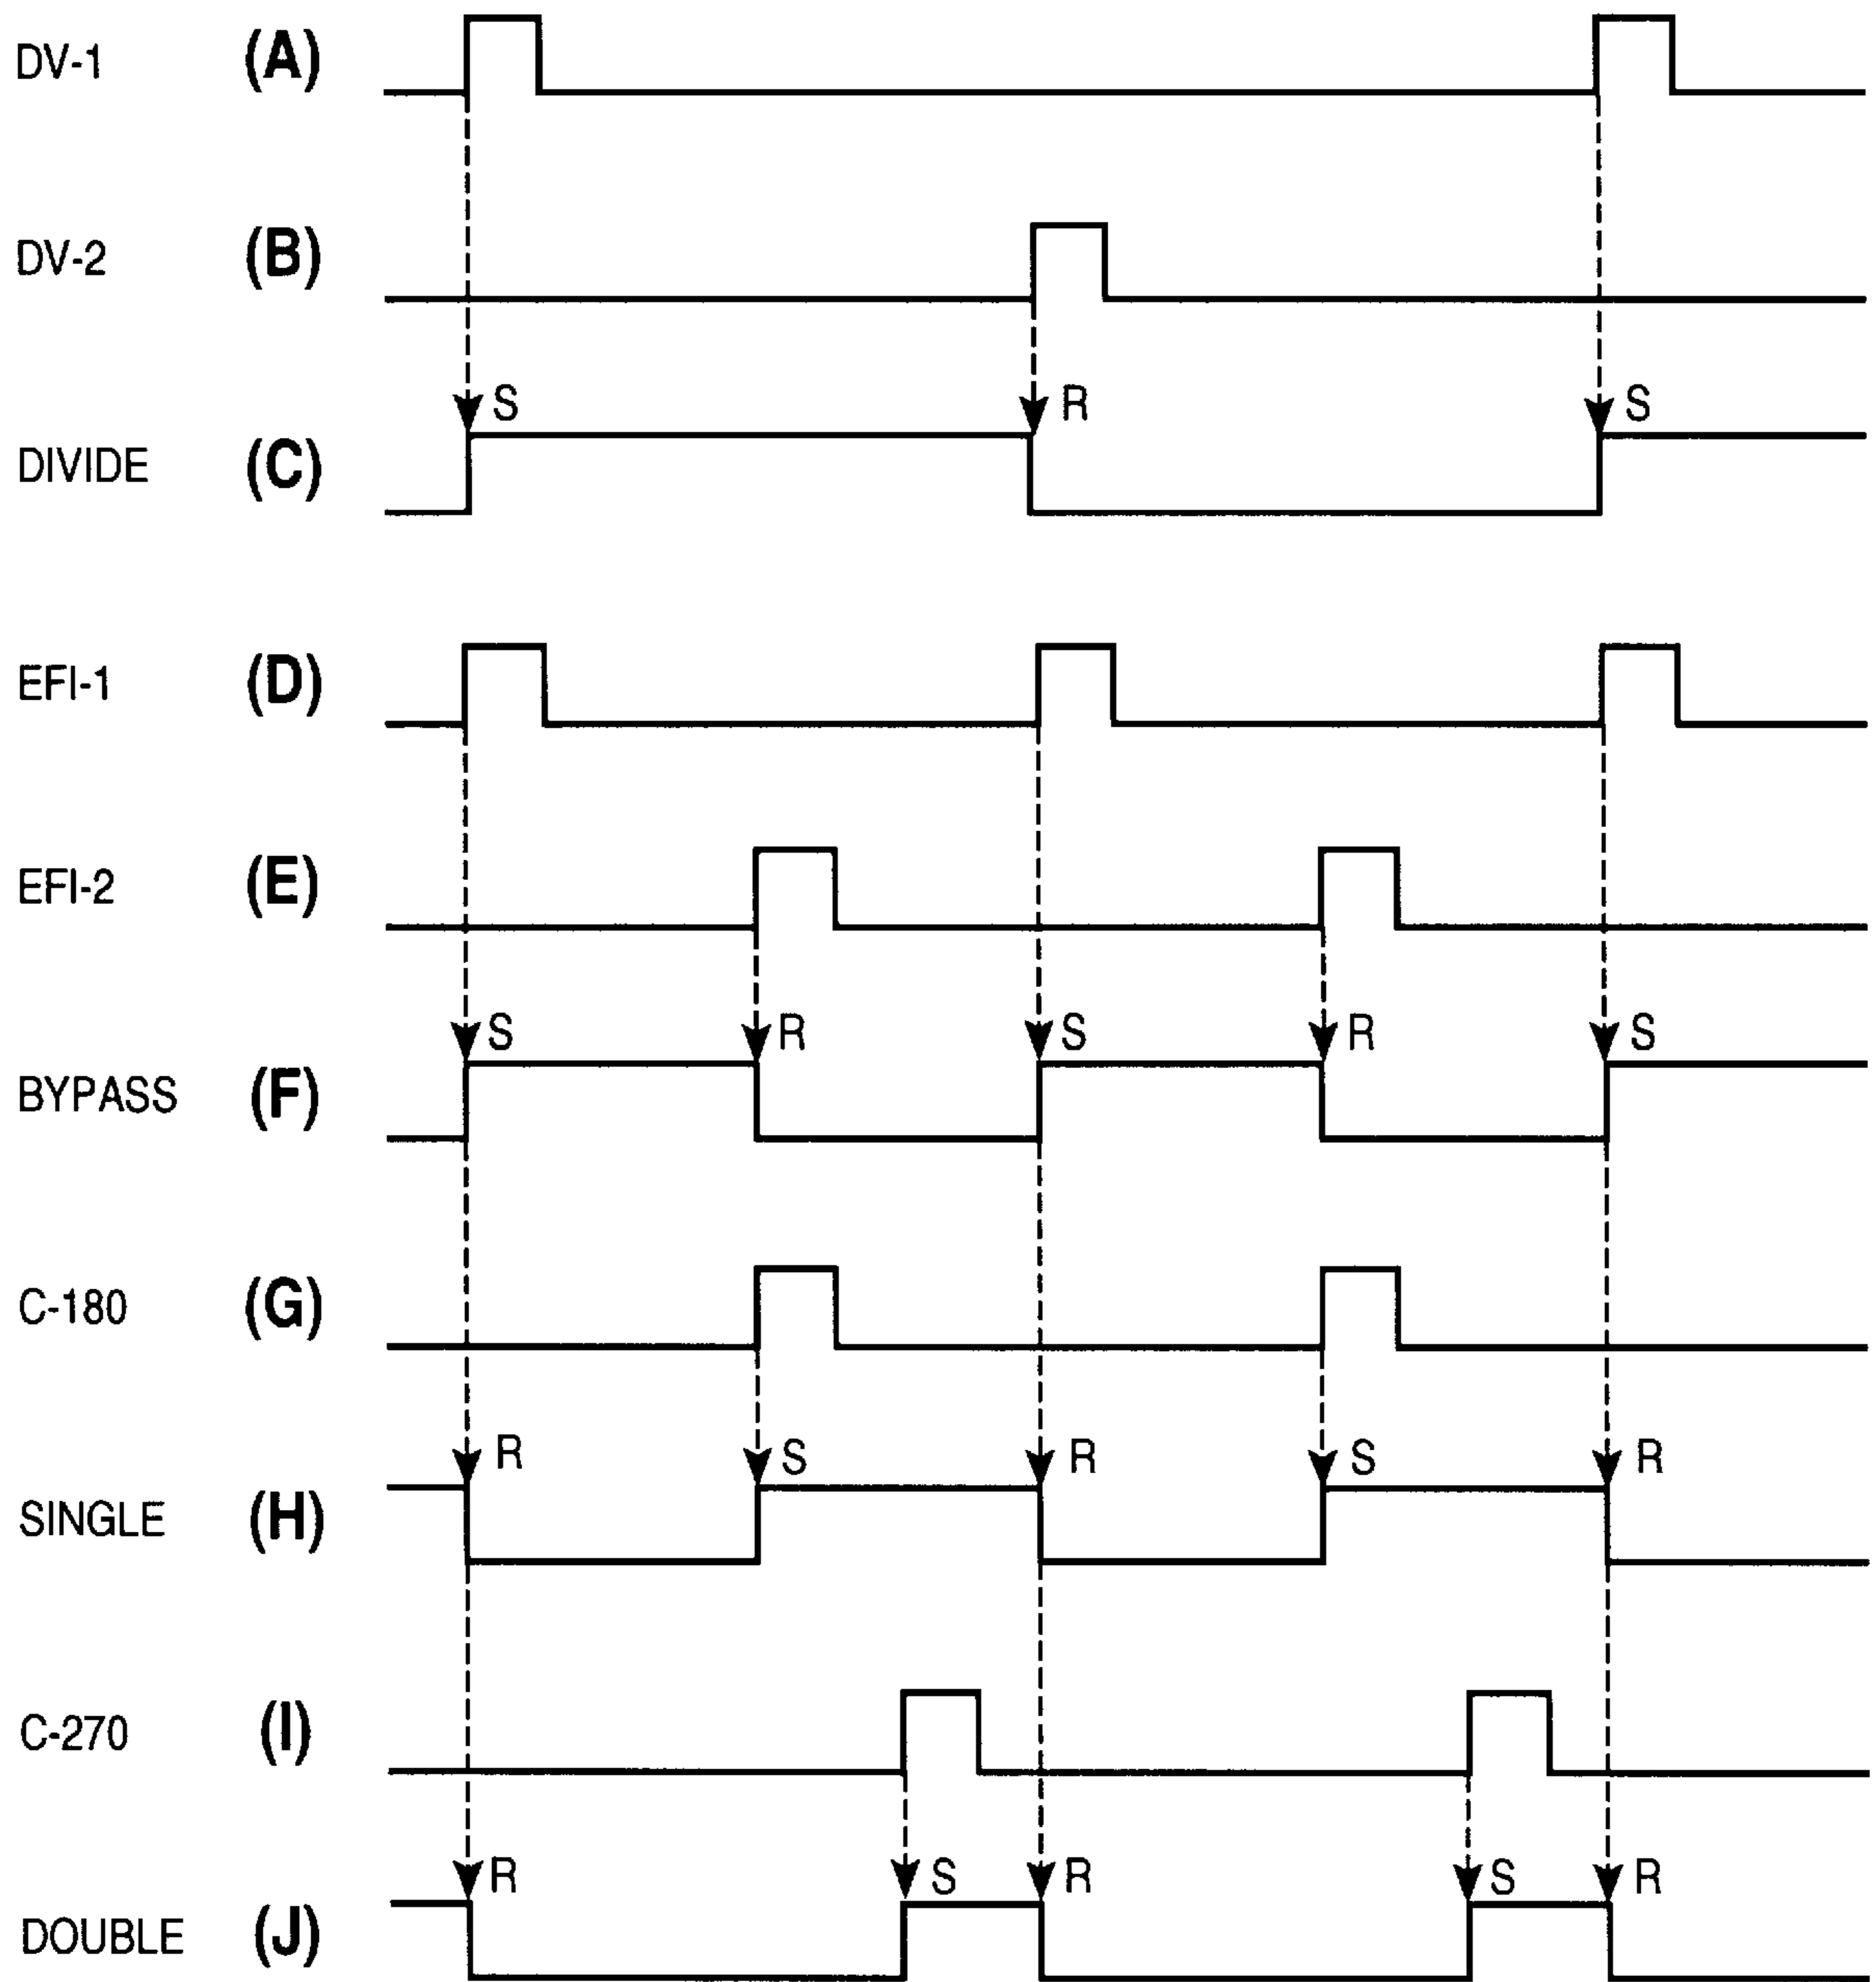 DV-1 (A)
DV-2 (B)
S R S
DIVIDE (C)
EFI-1 (D)
EFI-2 (E)
S R S R S
BYPASS (F)
C-180 (G)
R S R S R
SINGLE (H)
C-270 (I)
R S R S R
DOUBLE (J)